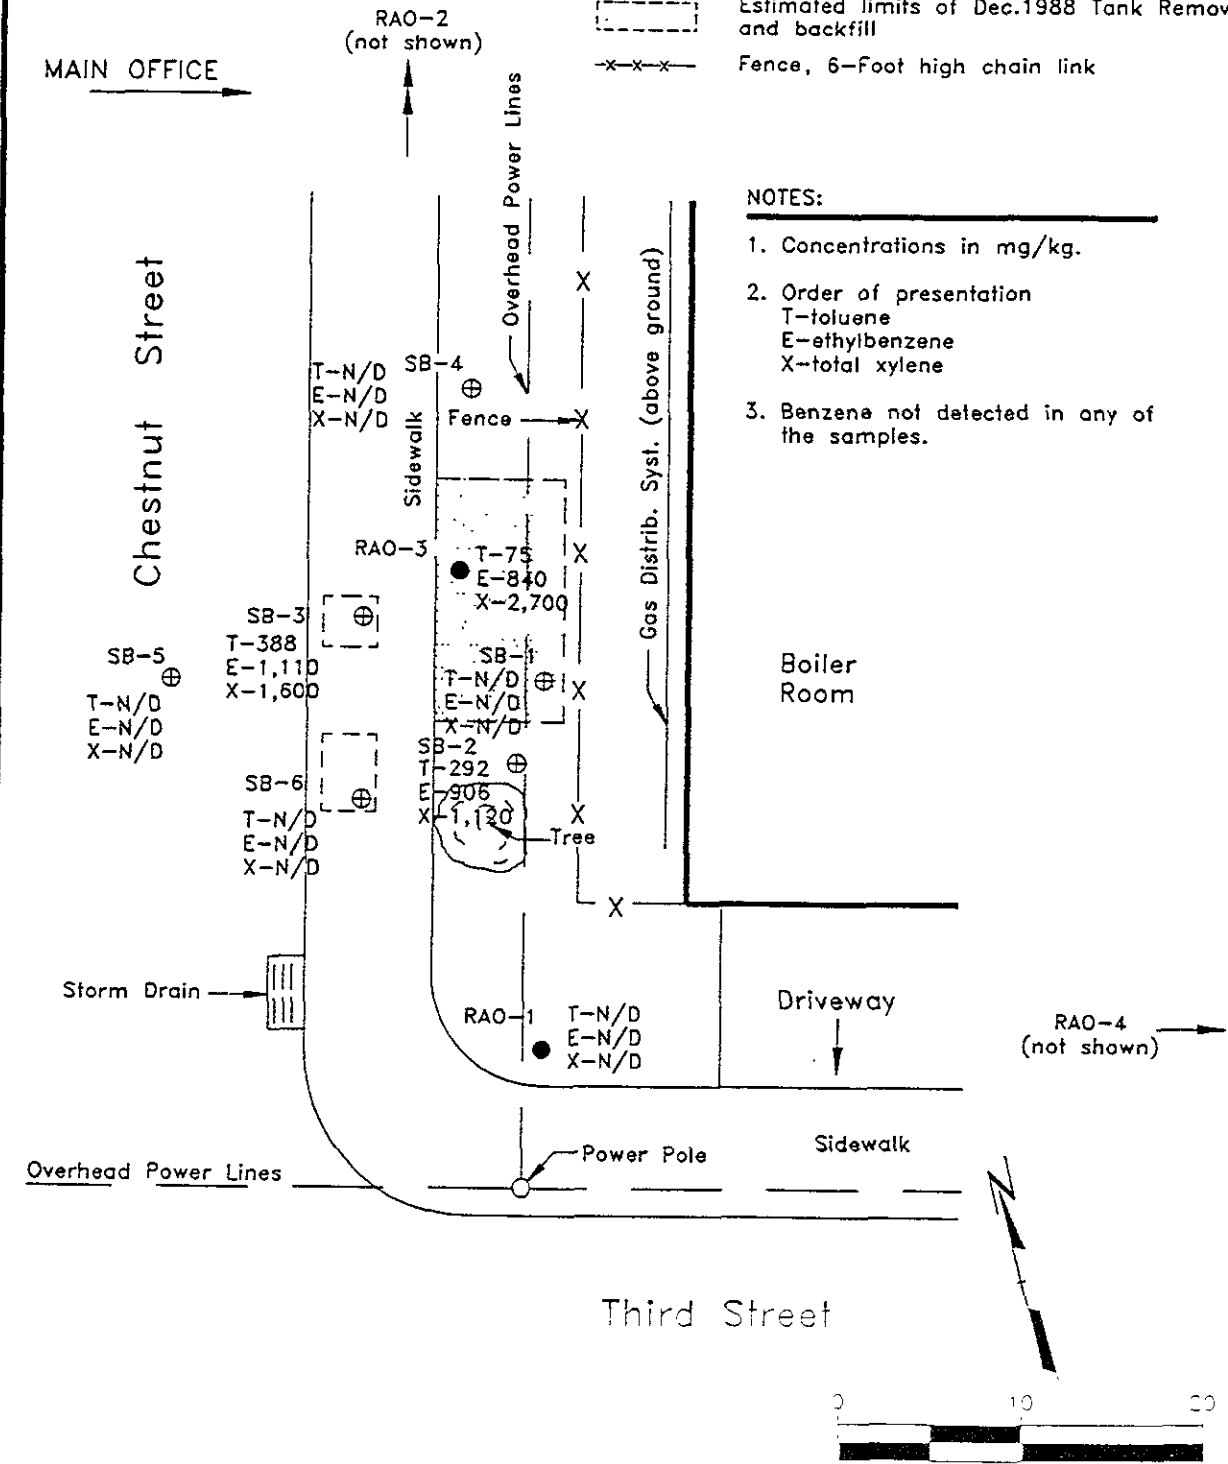 RAO-2
(not shown)
Estimated limits of Dec.1988 Tank Remov
and backfill
-x-x-x- Fence, 6-Foot high chain link
MAIN OFFICE
Overhead Power Lines
NOTES:
1. Concentrations in mg/kg.
2. Order of presentation
T-toluene
E-ethylbenzene
X-total xylene
3. Benzene not detected in any of
the samples.
Chestnut Street
Sidewalk
Gas Distrib. Syst. (above ground)
SB-4
T-N/D
E-N/D
X-N/D
Fence
X
X
X
X
X
X
RAO-3
T-75
E-840
X-2,700
SB-3
T-388
E-1,110
X-1,600
SB-5
T-N/D
E-N/D
X-N/D
SB-1
T-N/D
E-N/D
X-N/D
Boiler
Room
SB-2
T-292
E-906
X-1,120
Tree
SB-6
T-N/D
E-N/D
X-N/D
Storm Drain
RAO-1
T-N/D
E-N/D
X-N/D
Driveway
RAO-4
(not shown)
Power Pole
Sidewalk
Overhead Power Lines
N
Third Street
0 10 20